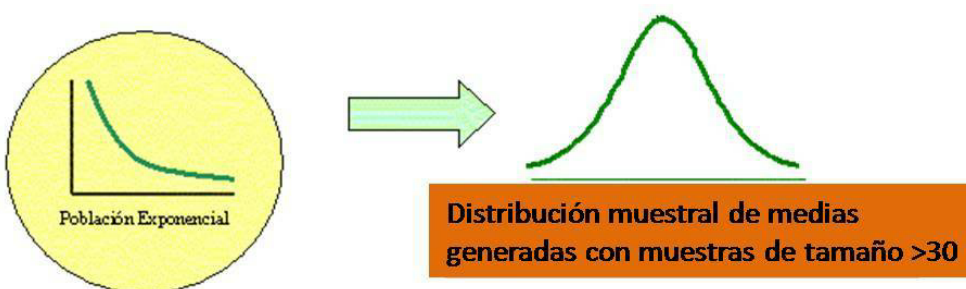 Población Exponencial
Distribución muestral de medias
generadas con muestras de tamaño >30